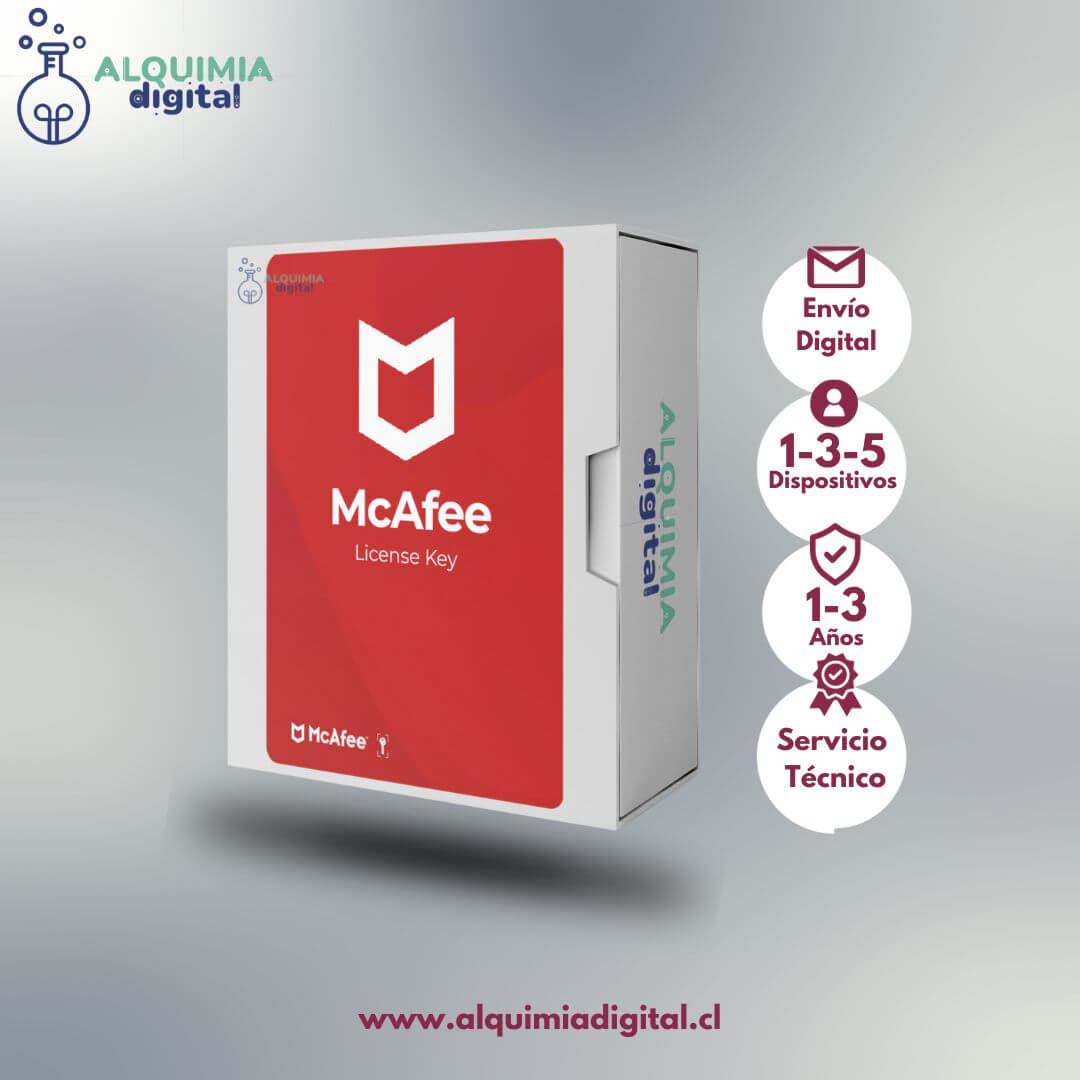 ALQUIMIA
digital
ALQUIMIA
digital
McAfee
License Key
McAfee
ALQUIMIA
digital
Envío
Digital
1-3-5
Dispositivos
1-3
Años
Servicio
Técnico
www.alquimiadigital.cl